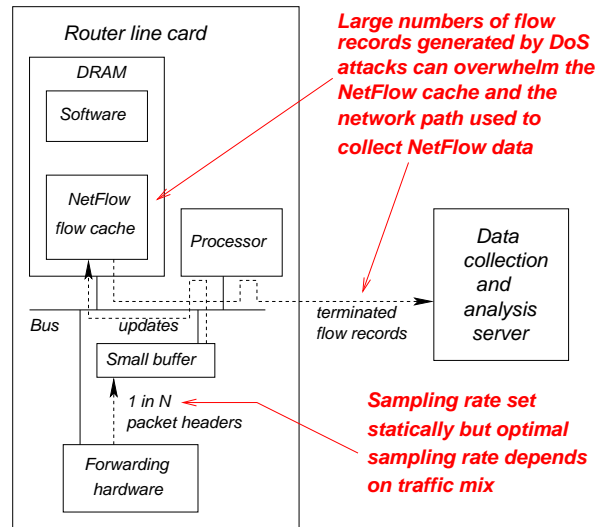 Router line card
DRAM
Software
NetFlow
flow cache
Processor
Bus
updates
Small buffer
1 in N
packet headers
Forwarding
hardware
Large numbers of flow
records generated by DoS
attacks can overwhelm the
NetFlow cache and the
network path used to
collect NetFlow data
Data
collection
and
analysis
server
terminated
flow records
Sampling rate set
statically but optimal
sampling rate depends
on traffic mix